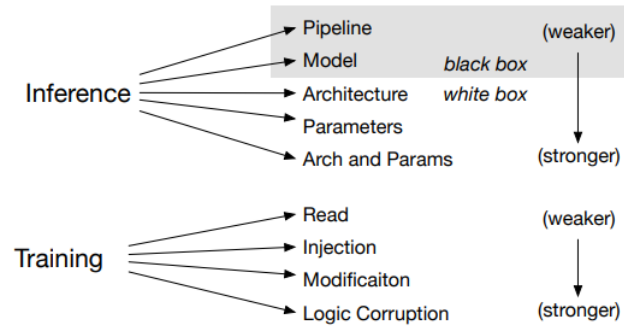 Pipeline (weaker)
Model black box
Inference
Architecture white box
Parameters
Arch and Params (stronger)
Read (weaker)
Injection
Training
Modificaiton
Logic Corruption (stronger)